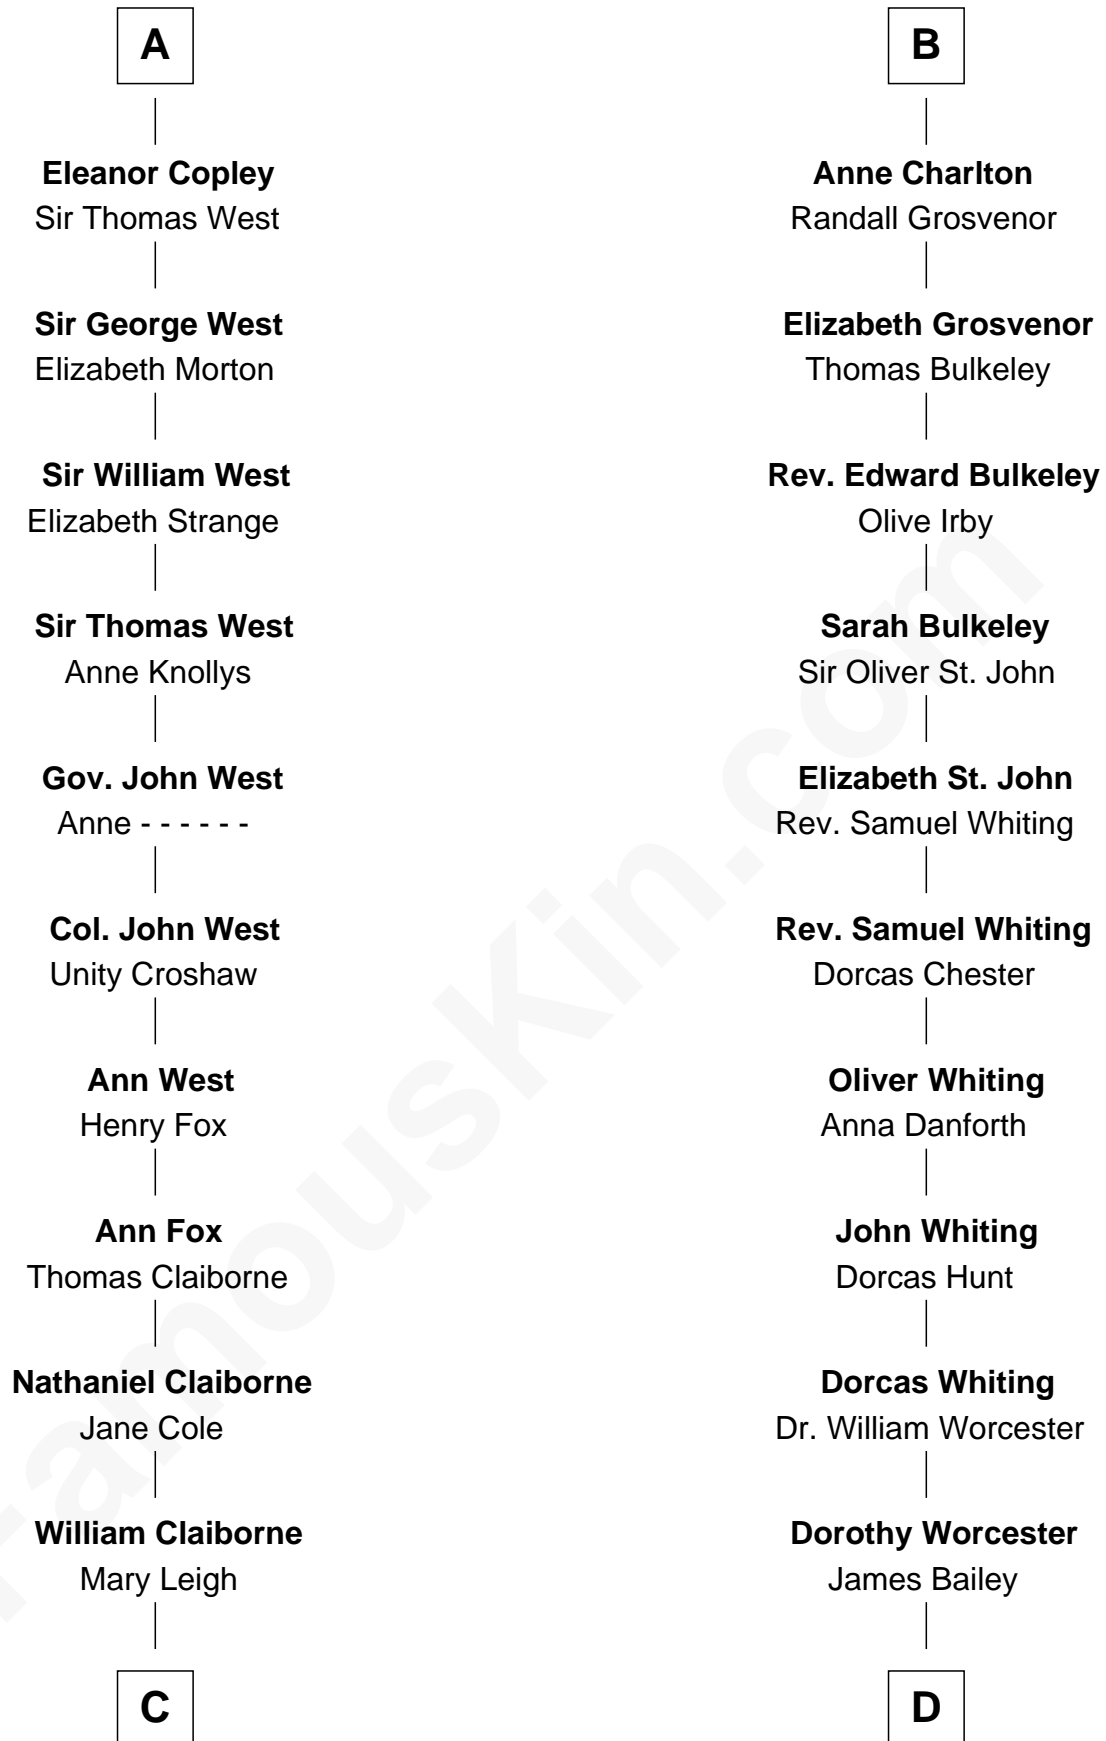 A
Eleanor Copley
Sir Thomas West
Sir George West
Elizabeth Morton
Sir William West
Elizabeth Strange
Sir Thomas West
Anne Knollys
Gov. John West
Anne - - - - - -
Col. John West
Unity Croshaw
Ann West
Henry Fox
Ann Fox
Thomas Claiborne
Nathaniel Claiborne
Jane Cole
William Claiborne
Mary Leigh
C
B
Anne Charlton
Randall Grosvenor
Elizabeth Grosvenor
Thomas Bulkeley
Rev. Edward Bulkeley
Olive Irby
Sarah Bulkeley
Sir Oliver St. John
Elizabeth St. John
Rev. Samuel Whiting
Rev. Samuel Whiting
Dorcas Chester
Oliver Whiting
Anna Danforth
John Whiting
Dorcas Hunt
Dorcas Whiting
Dr. William Worcester
Dorothy Worcester
James Bailey
D
FamousKin.com